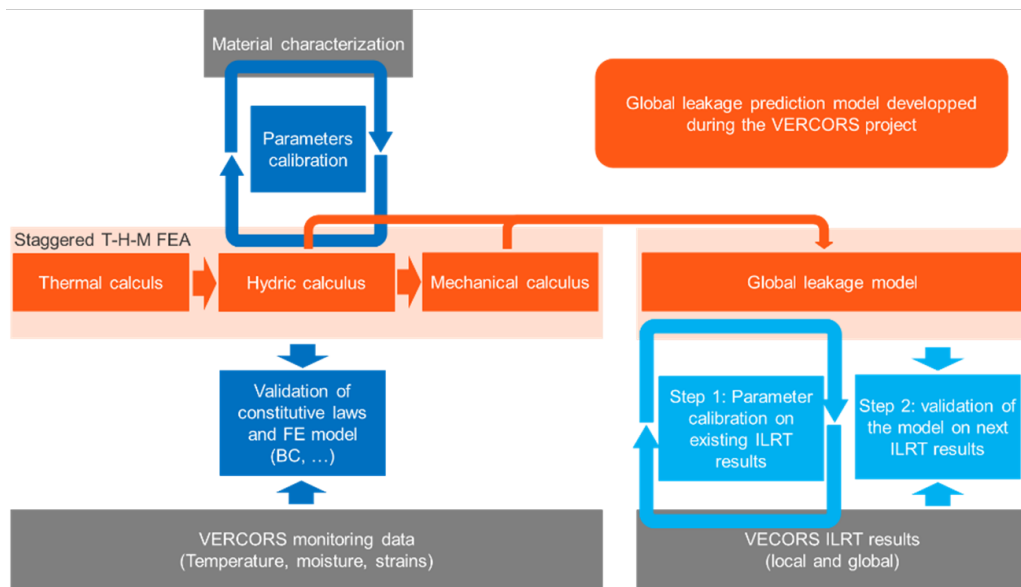 Material characterization
Global leakage prediction model developped
during the VERCORS project
Parameters
calibration
Staggered T-H-M FEA
Thermal calculs
Hydric calculus
Mechanical calculus
Global leakage model
Validation of
constitutive laws
and FE model
(BC, ...)
Step 1: Parameter
calibration on
existing ILRT
results
Step 2: validation of
the model on next
ILRT results
VERCORS monitoring data
(Temperature, moisture, strains)
VECORS ILRT results
(local and global)